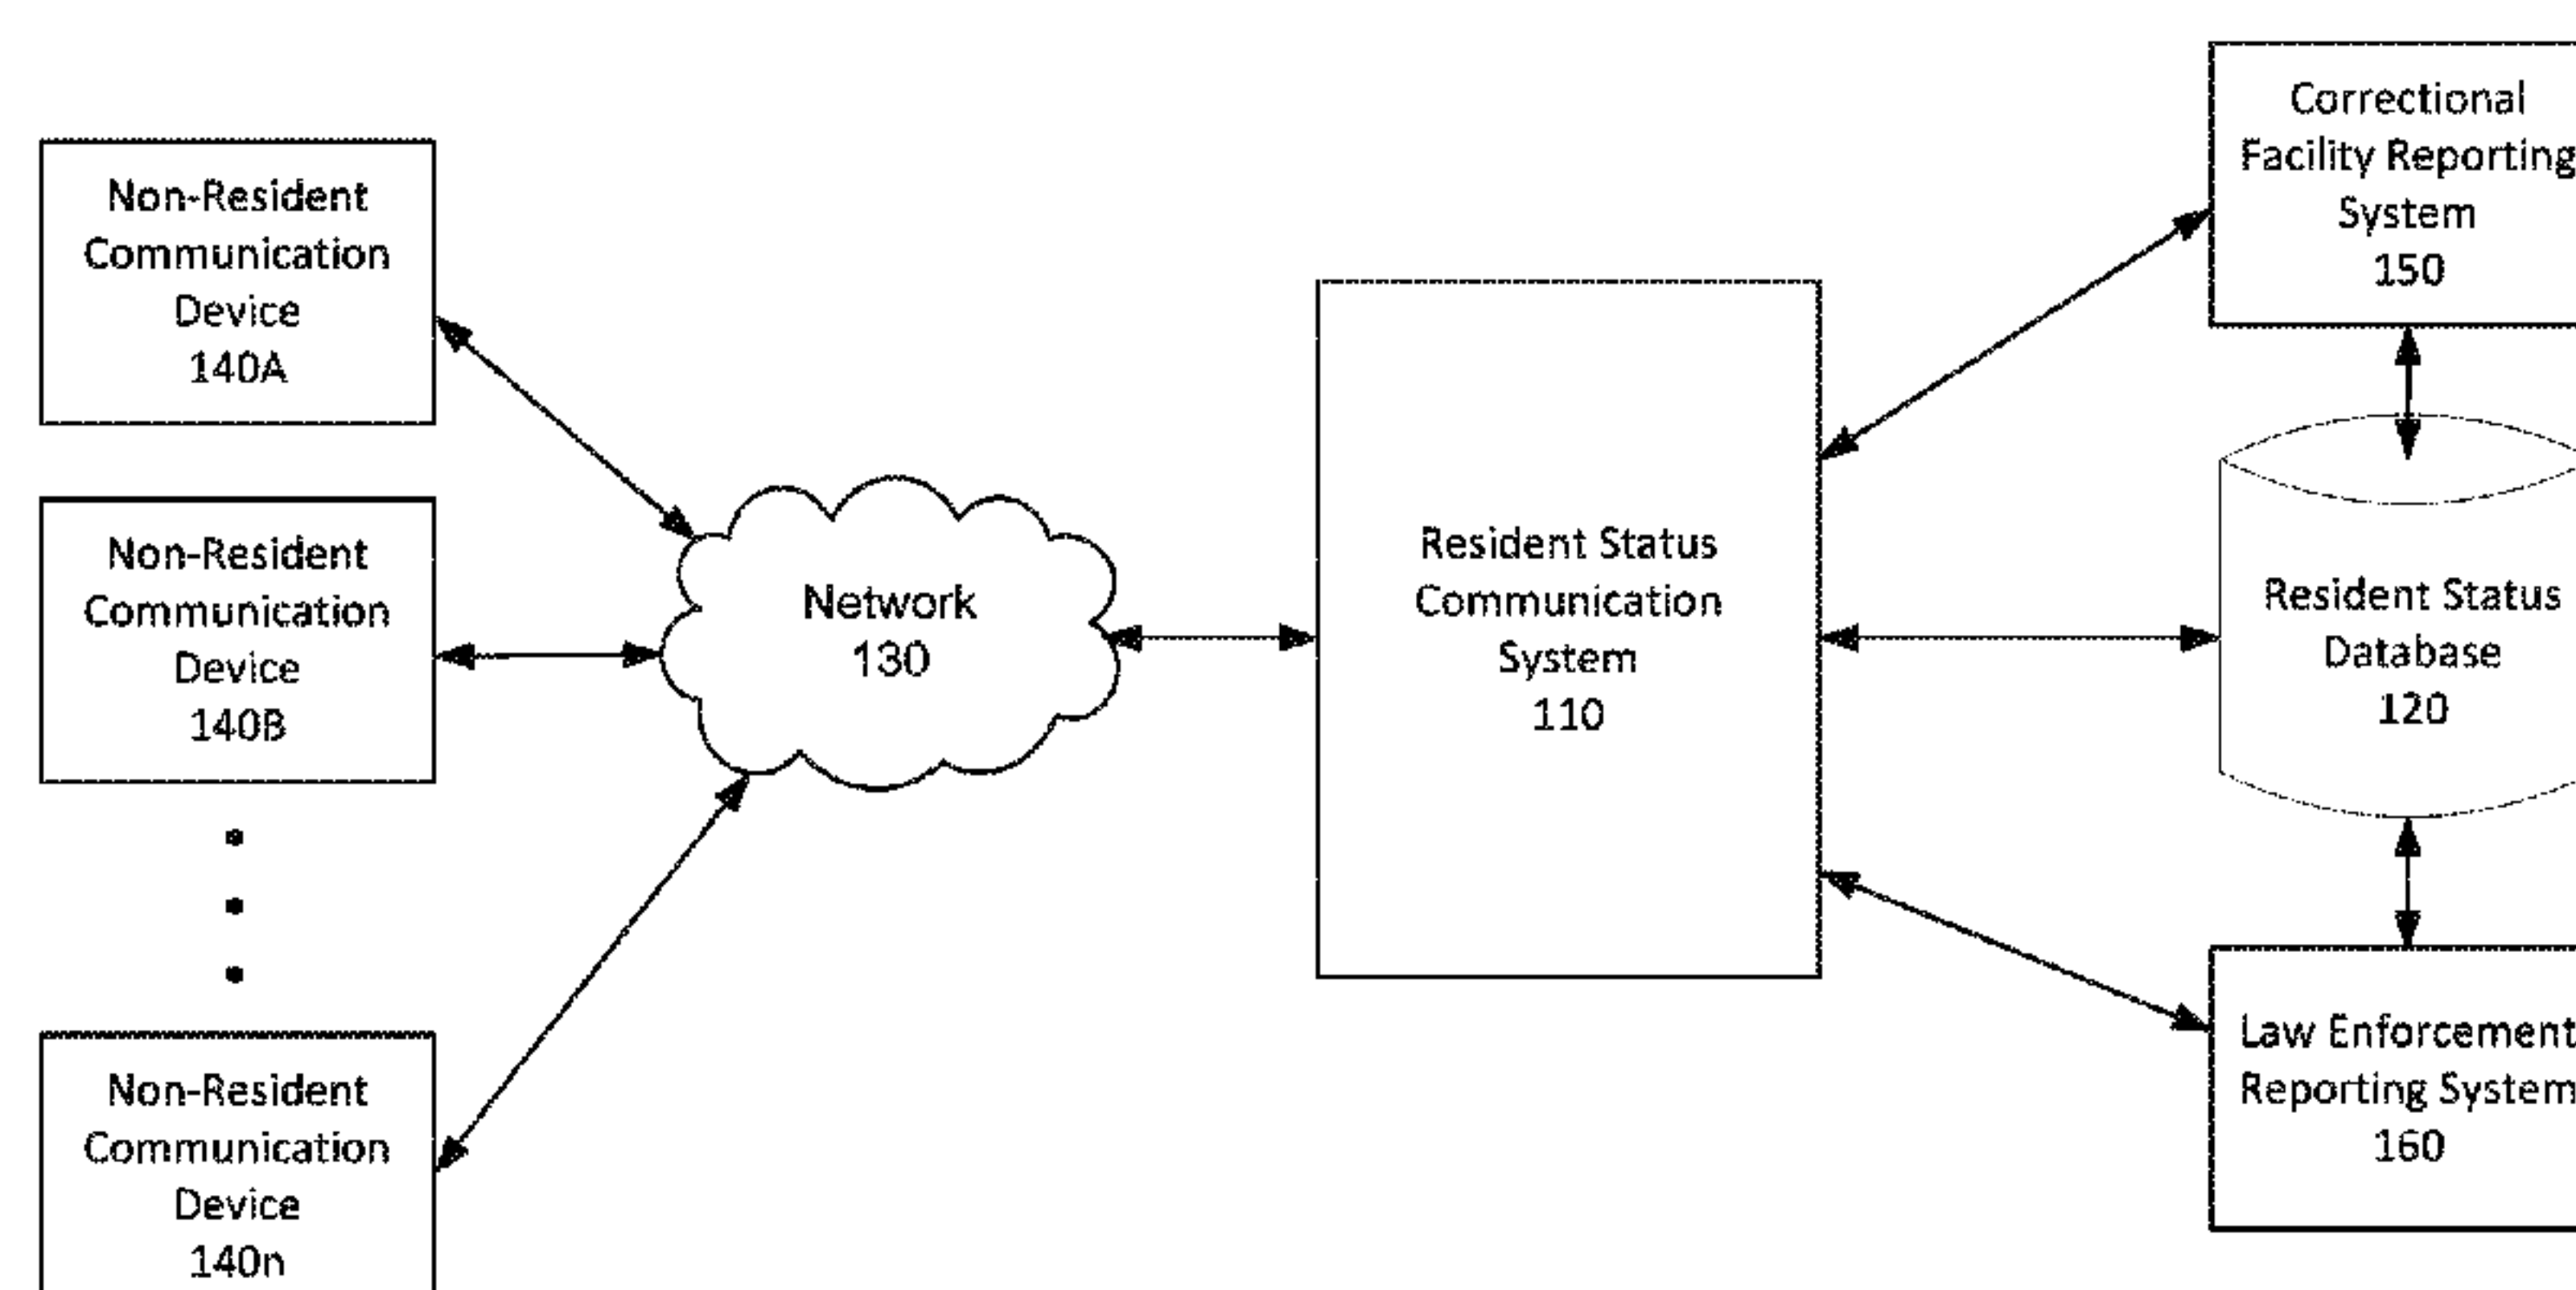 Non-Resident
Communication
Device
140A
Non-Resident
Communication
Device
140B
Non-Resident
Communication
Device
140n
Network
130
Resident Status
Communication
System
110
Correctional
Facility Reporting
System
150
Resident Status
Database
120
Law Enforcement
Reporting System
160